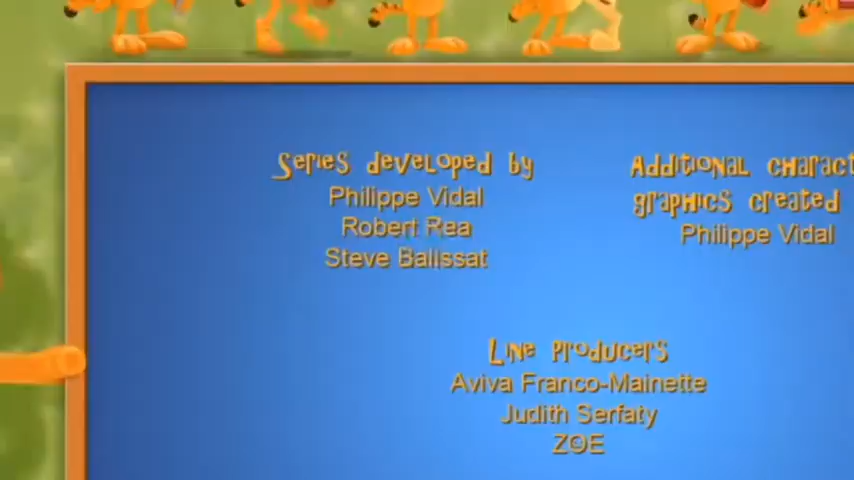 Series developed by
Philippe Vidal
Robert Rea
Steve Balissat
Additional charact
graphics created
Philippe Vidal
Line Producers
Aviva Franco-Mainette
Judith Serfaty
ZOE